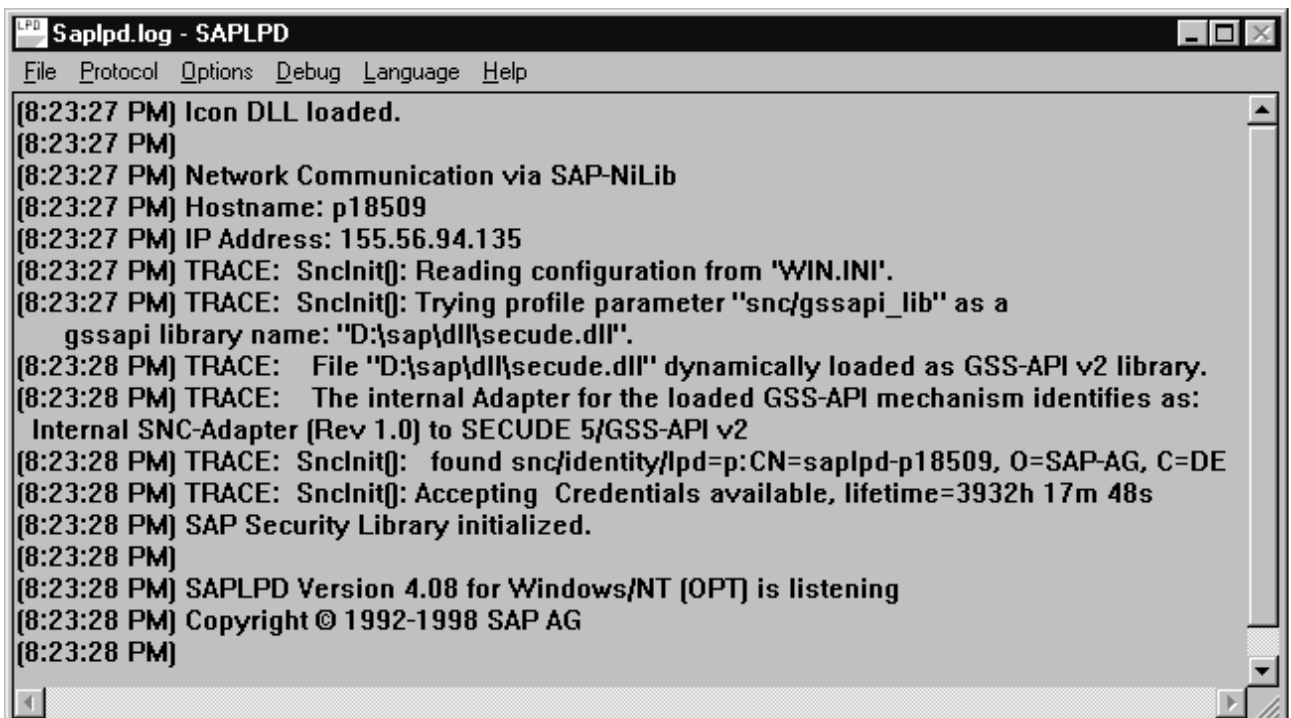 LPD Saplpd.log - SAPLPD
File Protocol Options Debug Language Help
(8:23:27 PM) Icon DLL loaded.
(8:23:27 PM)
(8:23:27 PM) Network Communication via SAP-NiLib
(8:23:27 PM) Hostname: p18509
(8:23:27 PM) IP Address: 155.56.94.135
(8:23:27 PM) TRACE: SncInit(): Reading configuration from 'WIN.INI'.
(8:23:27 PM) TRACE: SncInit(): Trying profile parameter "snc/gssapi_lib" as a
gssapi library name: "D:\sap\dll\secude.dll".
(8:23:28 PM) TRACE: File "D:\sap\dll\secude.dll" dynamically loaded as GSS-API v2 library.
(8:23:28 PM) TRACE: The internal Adapter for the loaded GSS-API mechanism identifies as:
Internal SNC-Adapter (Rev 1.0) to SECUDE 5/GSS-API v2
(8:23:28 PM) TRACE: SncInit(): found snc/identity/lpd=p:CN=saplpd-p18509, O=SAP-AG, C=DE
(8:23:28 PM) TRACE: SncInit(): Accepting Credentials available, lifetime=3932h 17m 48s
(8:23:28 PM) SAP Security Library initialized.
(8:23:28 PM)
(8:23:28 PM) SAPLPD Version 4.08 for Windows/NT (OPT) is listening
(8:23:28 PM) Copyright © 1992-1998 SAP AG
(8:23:28 PM)